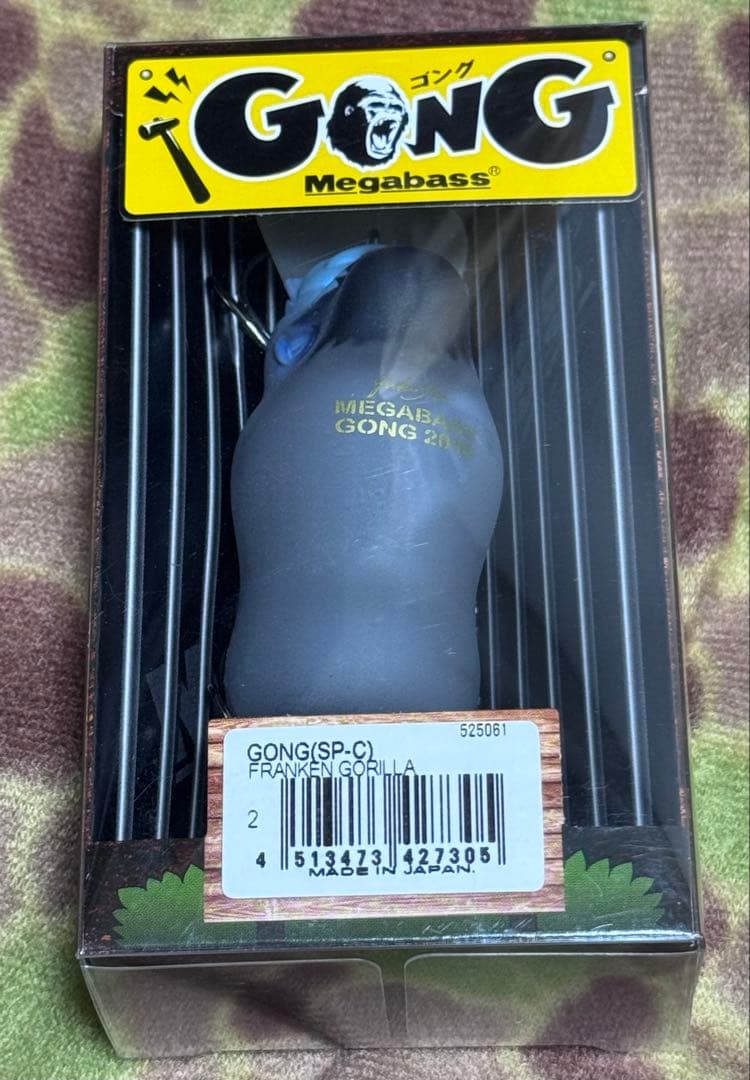 ゴング
GONG
Megabass®
MEGABASS
GONG
525061
GONG(SP-C)
FRANKEN GORILLA
2
4 513473 427305
MADE IN JAPAN.